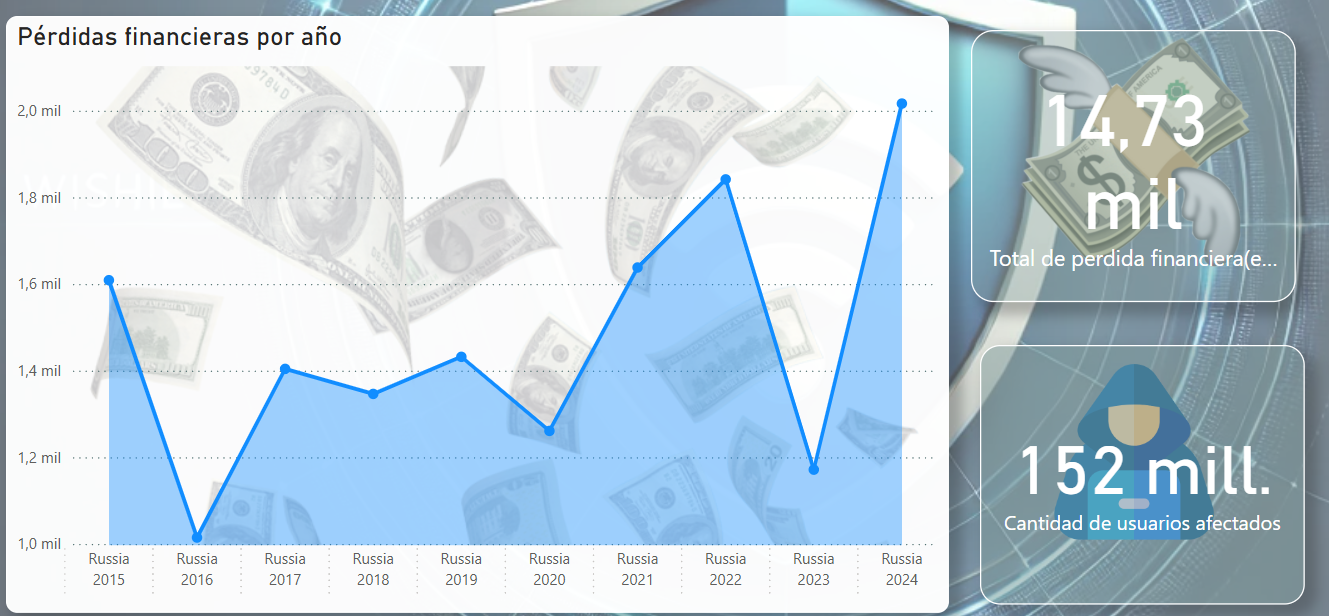 Pérdidas financieras por año
2,0 mil
1,8 mil
1,6 mil
1,4 mil
1,2 mil
1,0 mil
Russia Russia Russia Russia Russia Russia Russia Russia Russia Russia
2015 2016 2017 2018 2019 2020 2021 2022 2023 2024
14,73
mil
Total de perdida financiera(e...
152 mill.
Cantidad de usuarios afectados